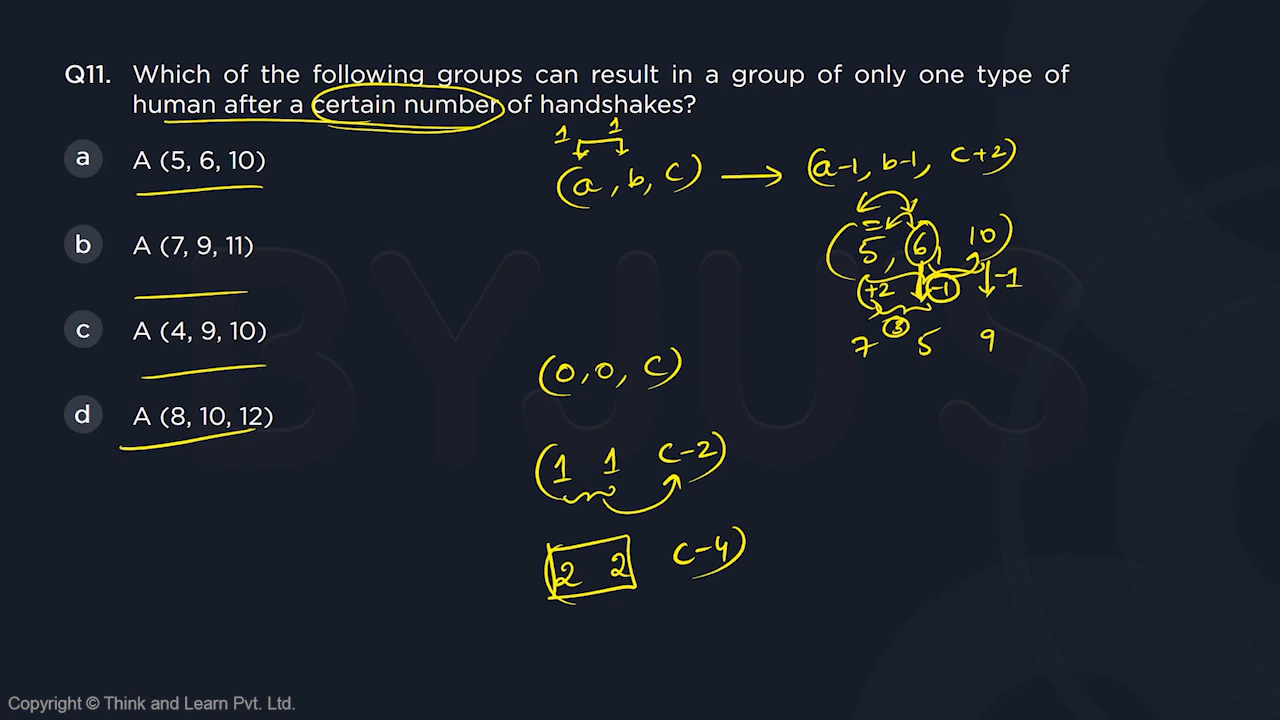 Q11. Which of the following groups can result in a group of only one type of
human after a certain number of handshakes?
a A (5, 6, 10)
b A (7, 9, 11)
c A (4, 9, 10)
d A (8, 10, 12)
1 1
(a, b, c) → (a-1, b-1, c+2)
(5, 6, 10)
+2 -1 -1
3
7 5 9
(0, 0, c)
(1 1 c-2)
(2 2 c-4)
BYJU'S
Copyright © Think and Learn Pvt. Ltd.